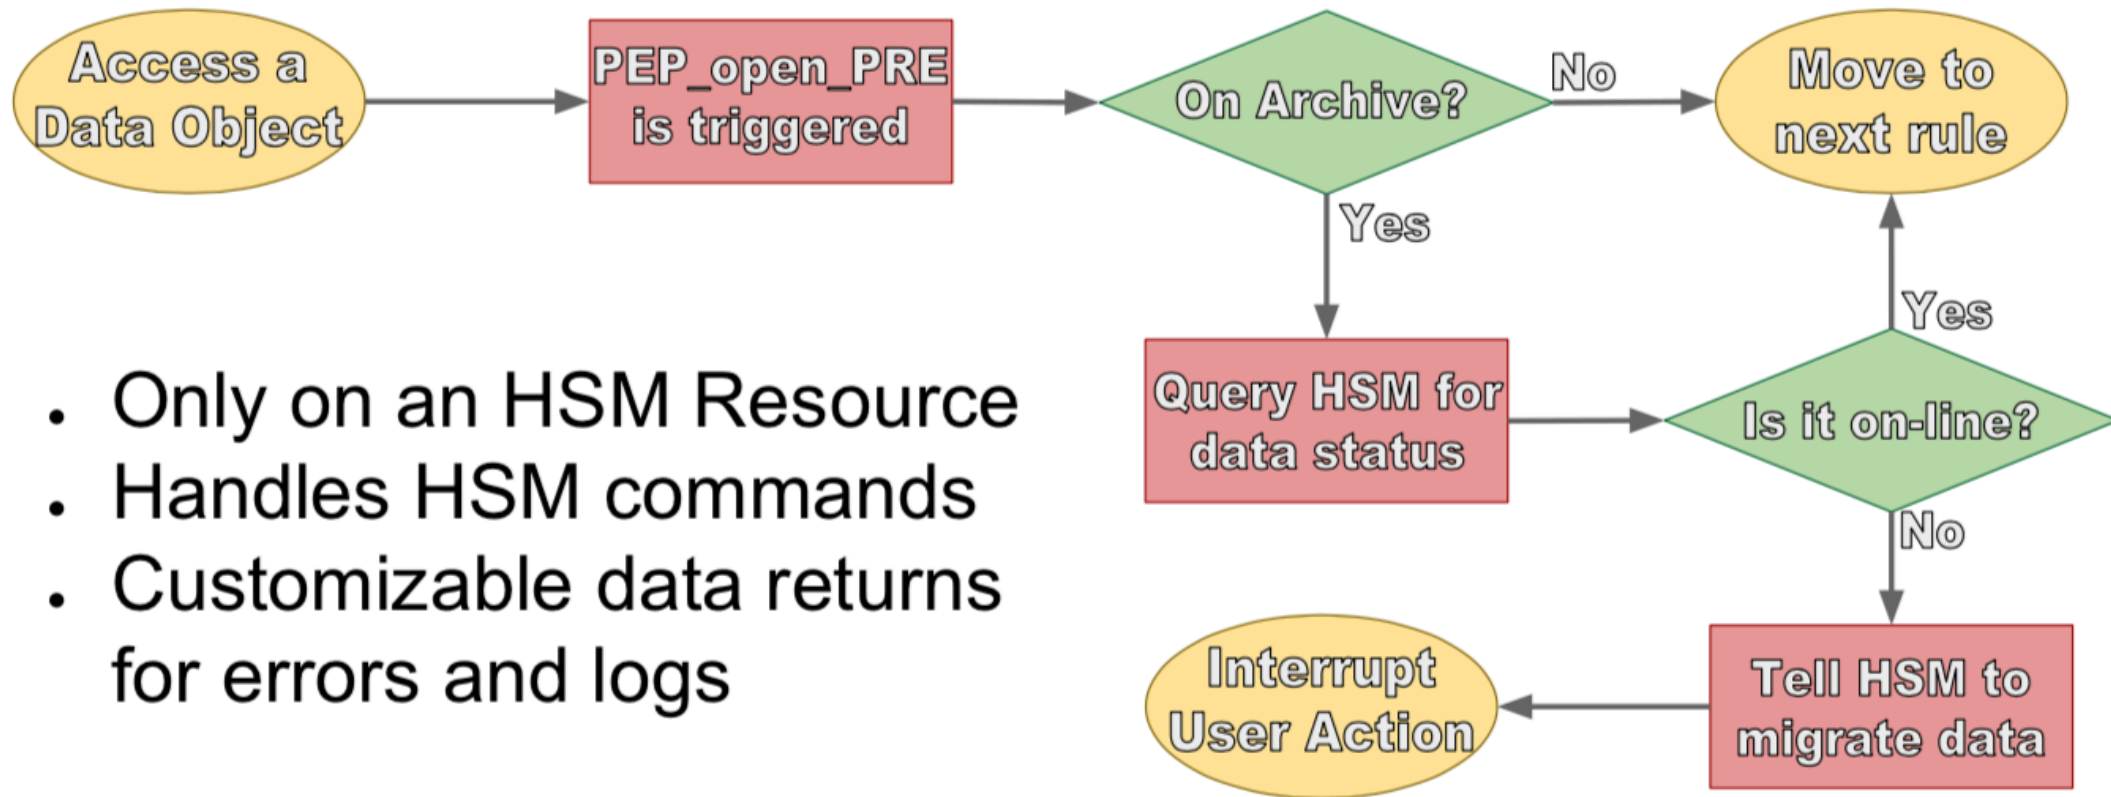 Access a
Data Object
PEP_open_PRE
is triggered
On Archive?
No
Move to
next rule
Yes
Query HSM for
data status
Is it on-line?
Yes
No
Tell HSM to
migrate data
Interrupt
User Action
• Only on an HSM Resource
• Handles HSM commands
• Customizable data returns
for errors and logs